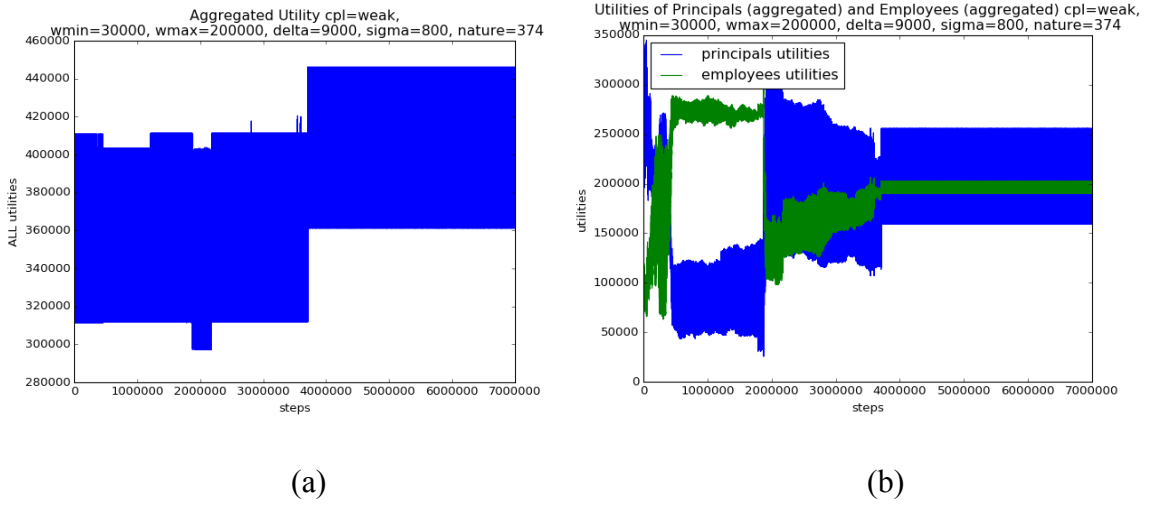 Aggregated Utility cpl=weak,
wmin=30000, wmax=200000, delta=9000, sigma=800, nature=374
460000
440000
420000
400000
380000
360000
340000
320000
300000
280000
ALL utilities
0 1000000 2000000 3000000 4000000 5000000 6000000 7000000
steps
(a)
Utilities of Principals (aggregated) and Employees (aggregated) cpl=weak,
wmin=30000, wmax=200000, delta=9000, sigma=800, nature=374
350000
300000
250000
200000
150000
100000
50000
0
utilities
principals utilities
employees utilities
0 1000000 2000000 3000000 4000000 5000000 6000000 7000000
steps
(b)